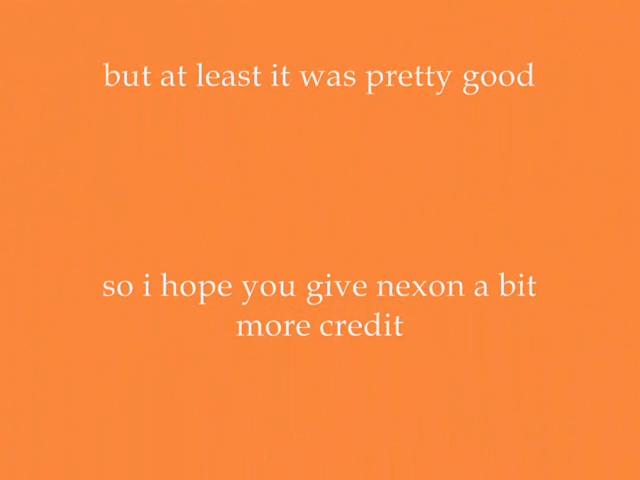 but at least it was pretty good
so i hope you give nexon a bit
more credit